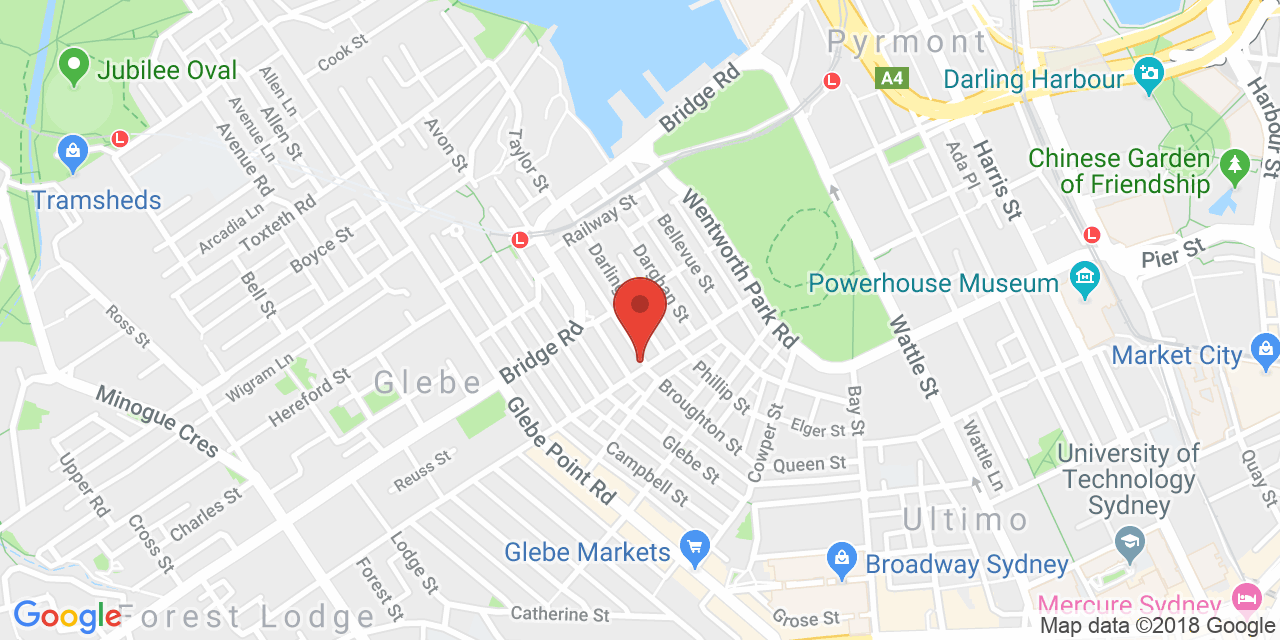 Cook St
Pyrmont
Jubilee Oval
Allen Ln
Bridge Rd
A4
Darling Harbour
Harbour St
Avenue Ln
Allen St
Avon St
Taylor St
L
L
Avenue Rd
Harris St
Ada Pl
Chinese Garden
of Friendship
Tramsheds
Arcadia Ln
Toxteth Rd
Railway St
Bellevue St
Wentworth Park Rd
L
L
Boyce St
Darling
Darghan St
Pier St
Bell St
Powerhouse Museum
Ross St
Bridge Rd
Wattle St
Market City
Wigram Ln
Hereford St
Glebe
Phillip St
Minogue Cres
Glebe Point Rd
Broughton St
Bay St
Elger St
Cowper St
Glebe St
Campbell St
Queen St
Wattle Ln
University of
Technology
Sydney
Quay St
Reuss St
Upper Rd
Charles St
Cross St
Ultimo
Lodge St
Forest St
Glebe Markets
Broadway Sydney
Catherine St
Grose St
Mercure Sydney
Google
Forest Lodge
Map data ©2018 Google